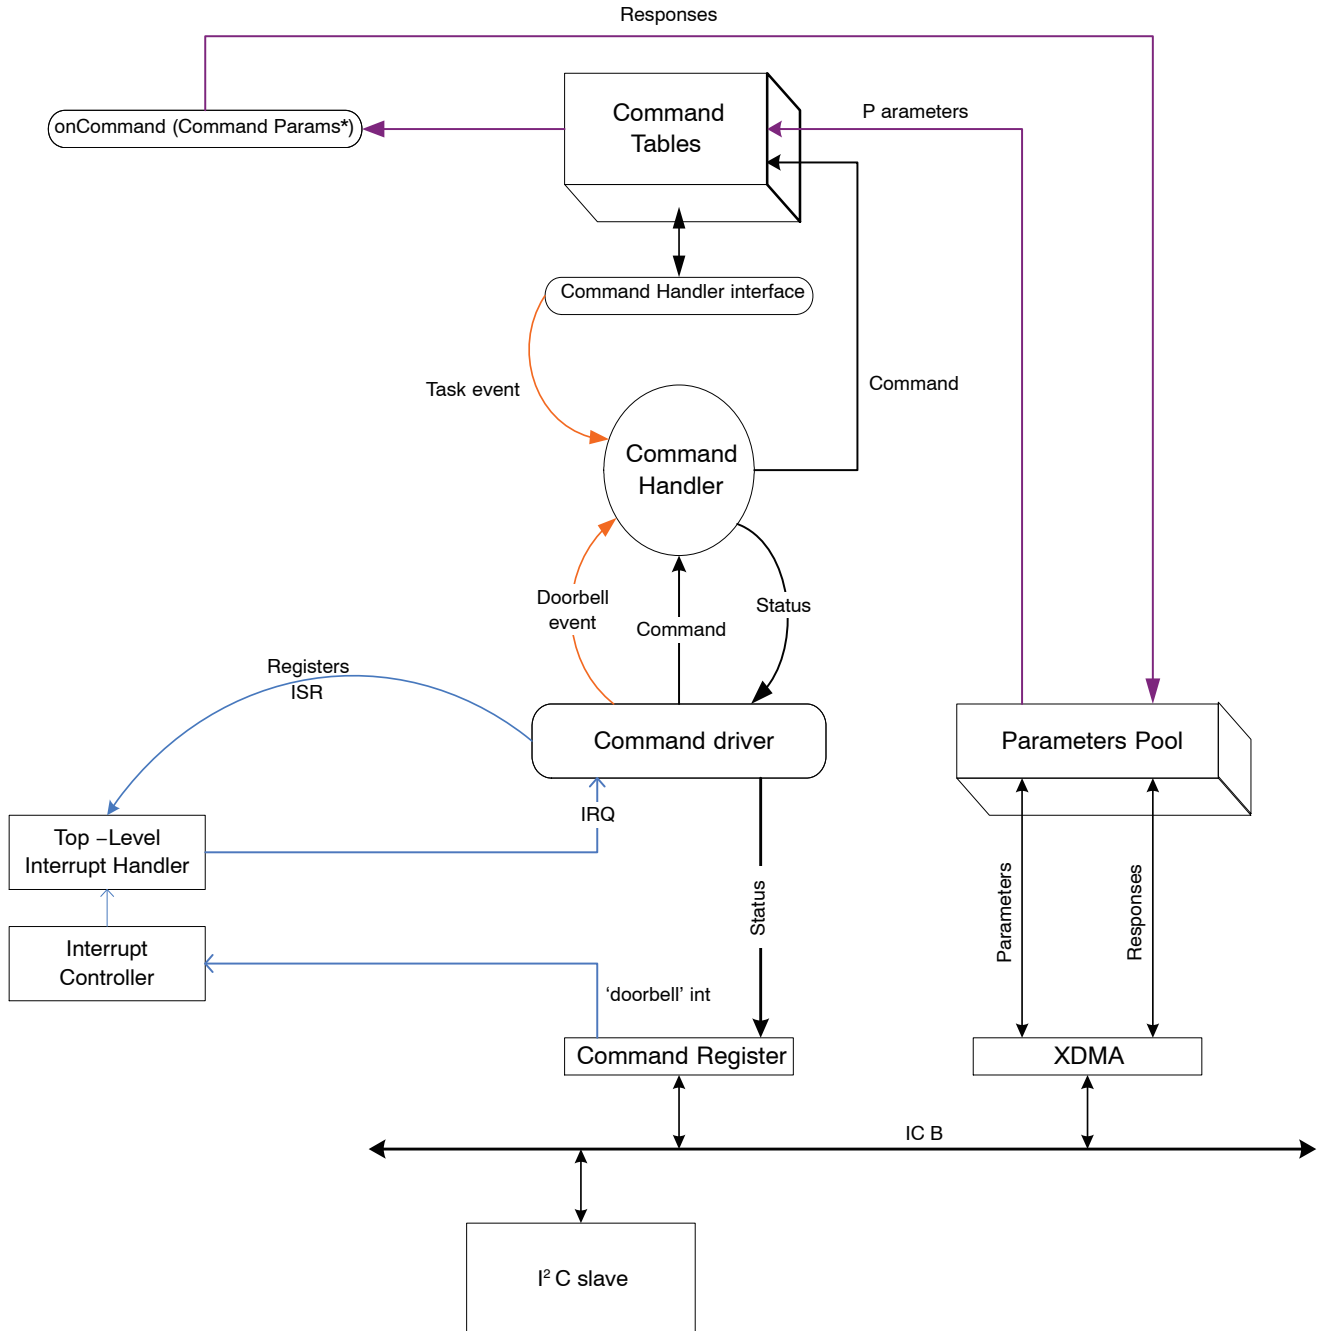 Responses
onCommand (Command Params*)
Command
Tables
P arameters
Command Handler interface
Task event
Command
Command
Handler
Doorbell
event
Command
Status
Registers
ISR
Command driver
Parameters Pool
IRQ
Top –Level
Interrupt Handler
Status
Parameters
Responses
Interrupt
Controller
‘doorbell’ int
Command Register
XDMA
IC B
I² C slave